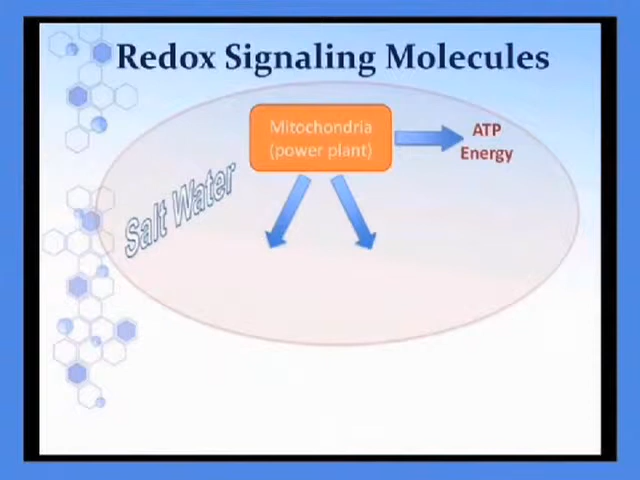 Redox Signaling Molecules
Mitochondria
(power plant)
ATP
Energy
Salt Water